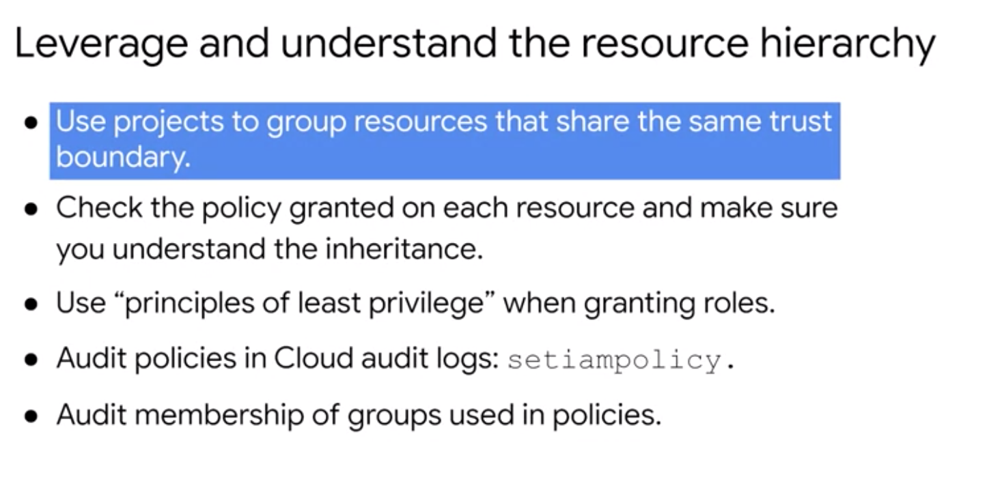 Leverage and understand the resource hierarchy
● Use projects to group resources that share the same trust
boundary.
● Check the policy granted on each resource and make sure
you understand the inheritance.
● Use “principles of least privilege” when granting roles.
● Audit policies in Cloud audit logs: setiampolicy.
● Audit membership of groups used in policies.